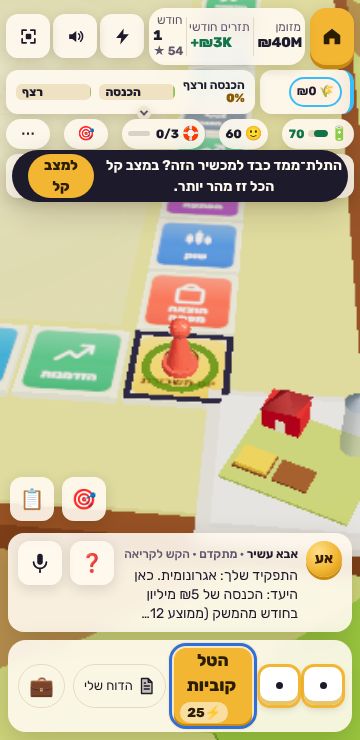 מזומן
₪40M
תזרים חודשי
+₪3K
חודש
1
★ 54
₪0
הכנסה ורצף
0%
הכנסה
רצף
70
60
0/3
...
התלת־ממד כבד למכשיר הזה? במצב קל
הכל זז מהר יותר.
למצב
קל
שוק
הוצאות
הזדמנות
אע
אבא עשיר • מתקדם • הקש לקריאה
התפקיד שלך: אגרונומית. כאן
היעד: הכנסה של ₪5 מיליון
בחודש מהמשק (ממוצע 12...
הטל
קוביות
⚡25
הדוח שלי